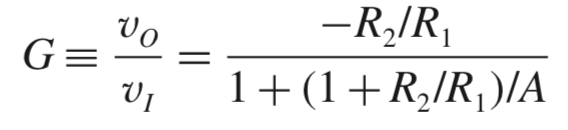 G ≡ v_O / v_I = −R_2/R_1 / 1 + (1 + R_2/R_1)/A